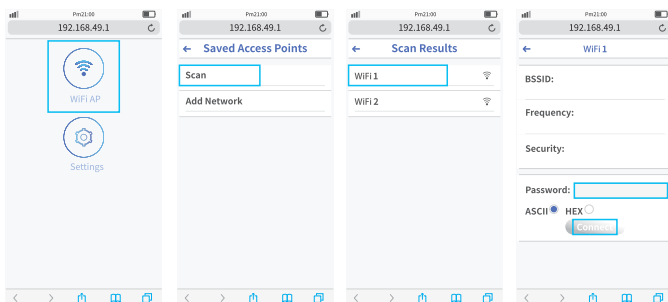 Pm21:00
192.168.49.1
WiFi AP
Settings
Pm21:00
192.168.49.1
Saved Access Points
Scan
Add Network
Pm21:00
192.168.49.1
Scan Results
WiFi 1
WiFi 2
Pm21:00
192.168.49.1
WiFi 1
BSSID:
Frequency:
Security:
Password:
ASCII HEX
Connect